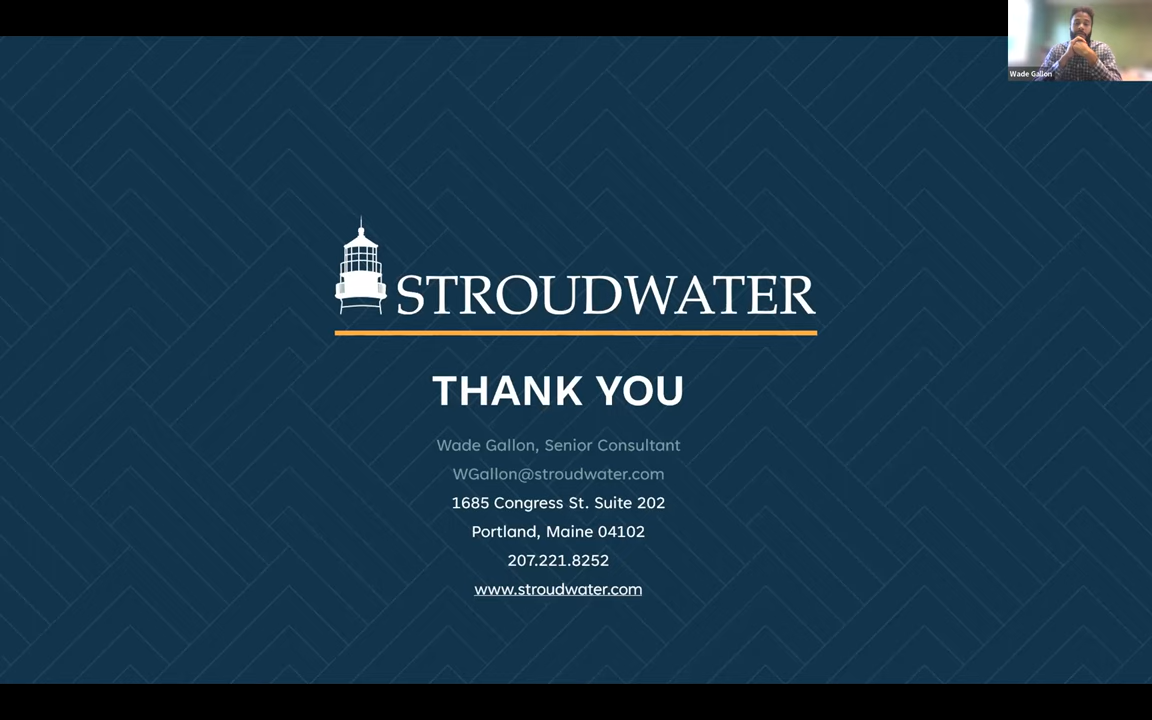 Wade Gallon
STROUDWATER
THANK YOU
Wade Gallon, Senior Consultant
WGallon@stroudwater.com
1685 Congress St. Suite 202
Portland, Maine 04102
207.221.8252
www.stroudwater.com